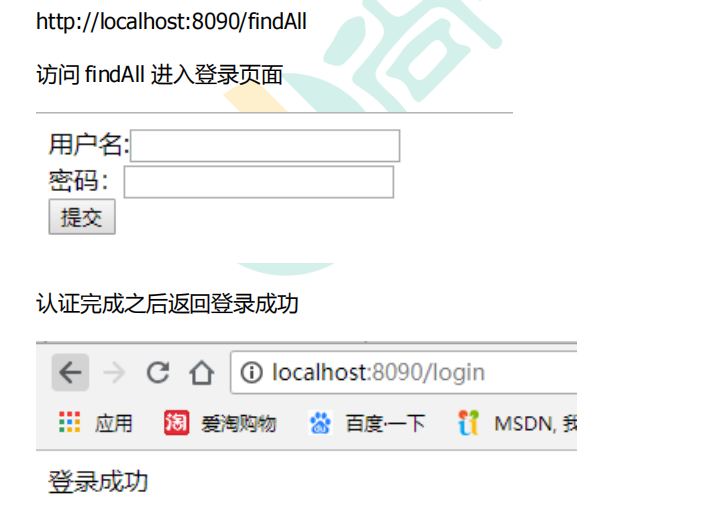 http://localhost:8090/findAll
访问 findAll 进入登录页面
用户名:
密码：
提交
认证完成之后返回登录成功
localhost:8090/login
应用 淘 爱淘购物 百度一下 MSDN, 我
登录成功